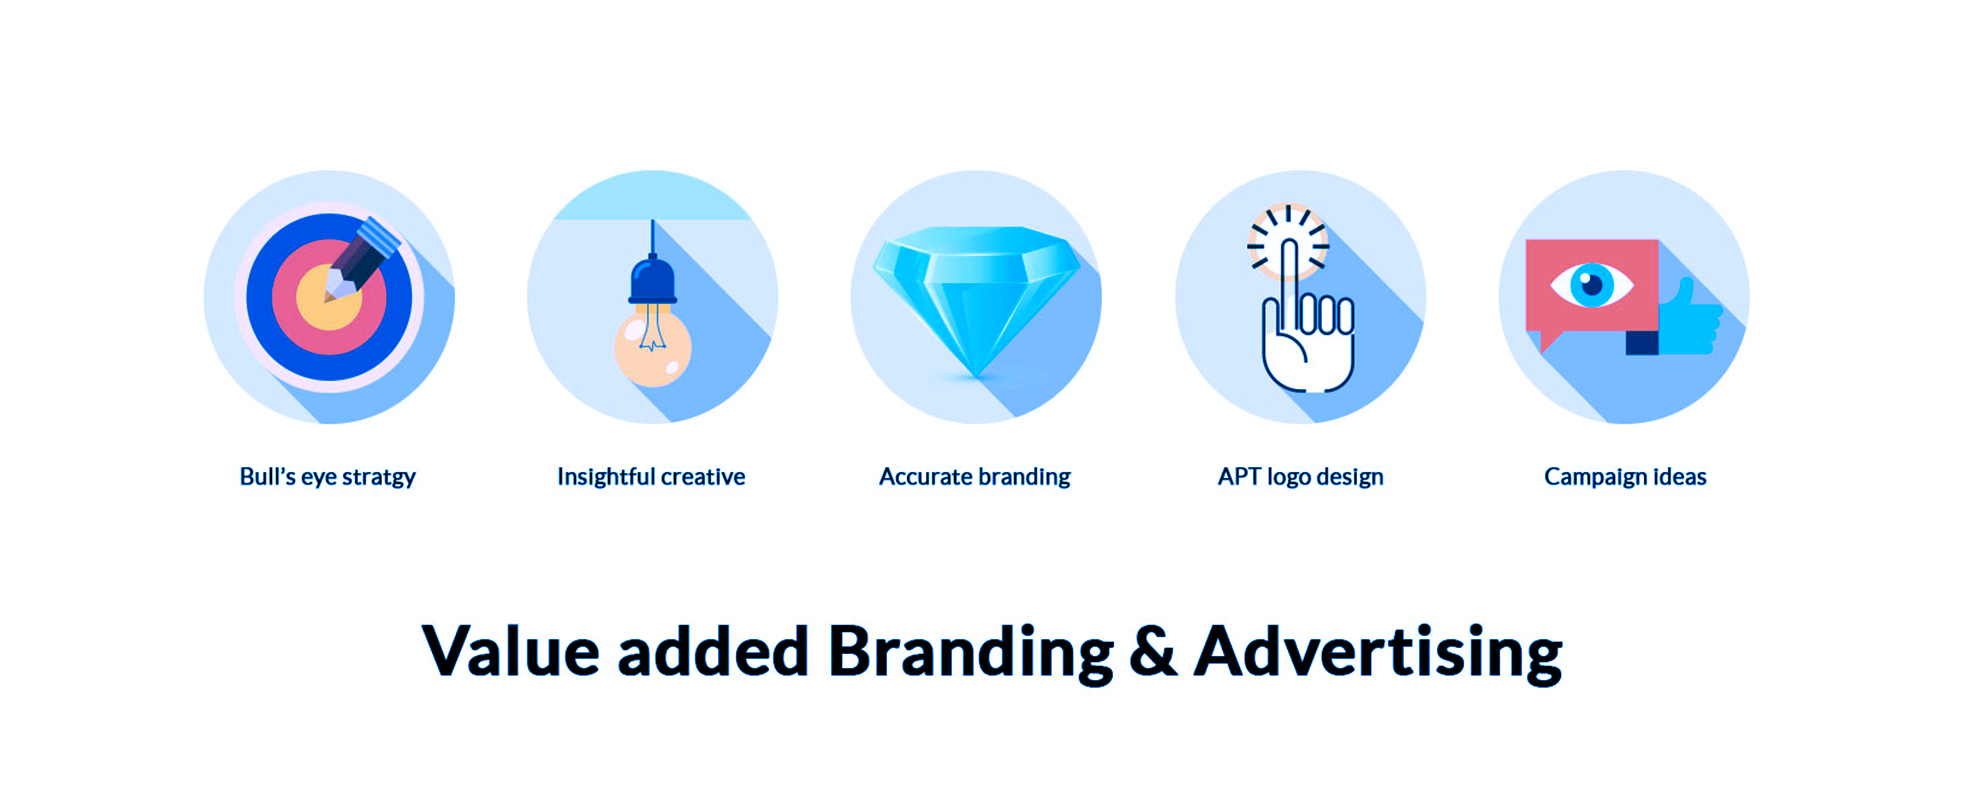 Bull’s eye stratgy
Insightful creative
Accurate branding
APT logo design
Campaign ideas
Value added Branding & Advertising